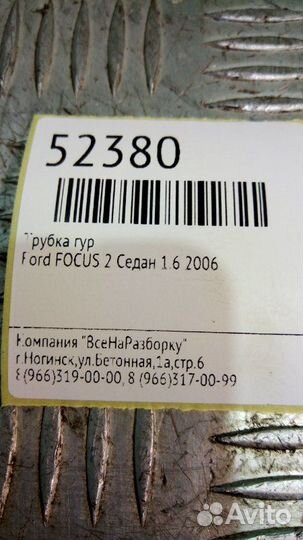 52380
Трубка гур
Ford FOCUS 2 Седан 1.6 2006
Компания "ВсеНаРазборку"
г.Ногинск,ул.Бетонная,1а,стр.6
8(966)319-00-00, 8 (966)317-00-99
Avito